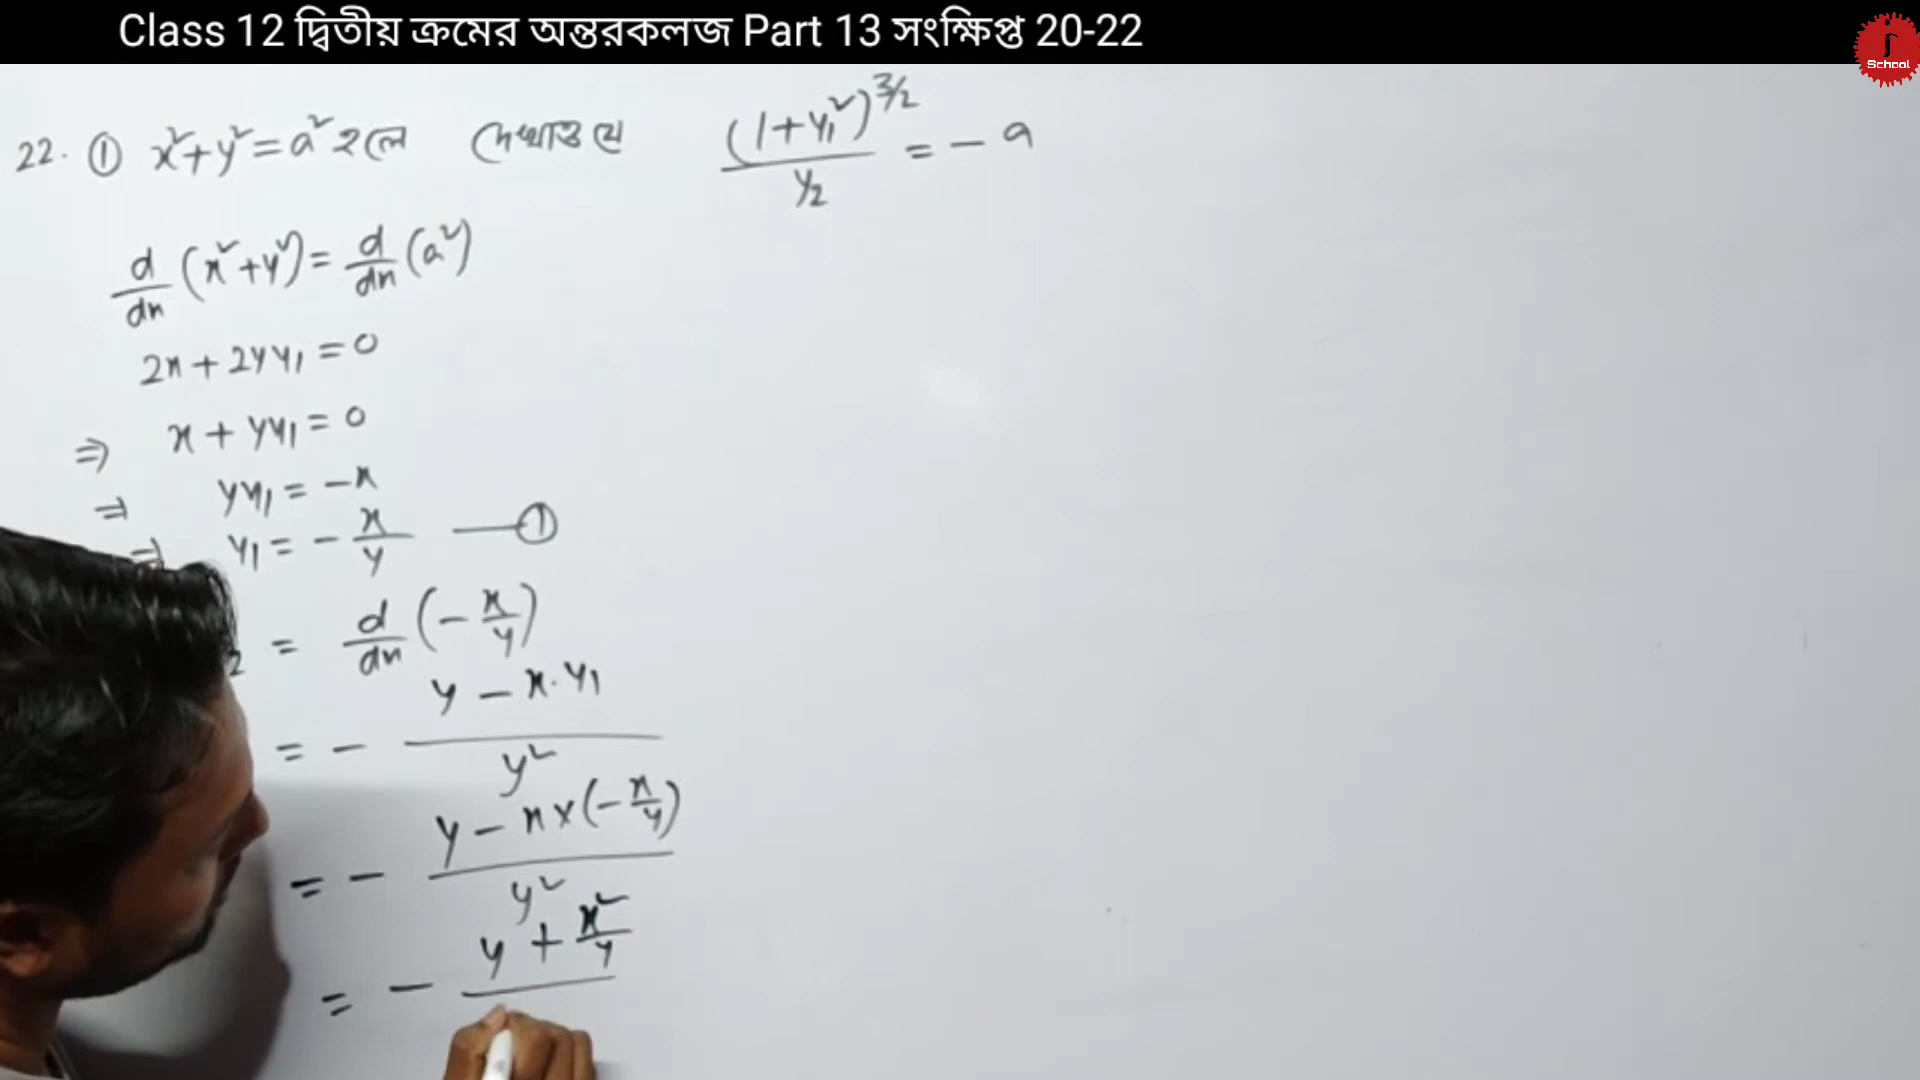 Class 12 দ্বিতীয় ক্রমের অন্তরকলজ Part 13 সংক্ষিপ্ত 20-22
School
22. ① x²+y²=a² হলে দেখাও যে (1+y₁²)^3/2 / y₂ = - a
d/dx (x²+y²) = d/dx (a²)
2x + 2yy₁ = 0
⇒ x + yy₁ = 0
⇒ yy₁ = -x
⇒ y₁ = - x/y —— ①
2 = d/dx (- x/y)
= - (y - x·y₁) / y²
= - (y - x×(- x/y)) / y²
= - (y + x²/y)